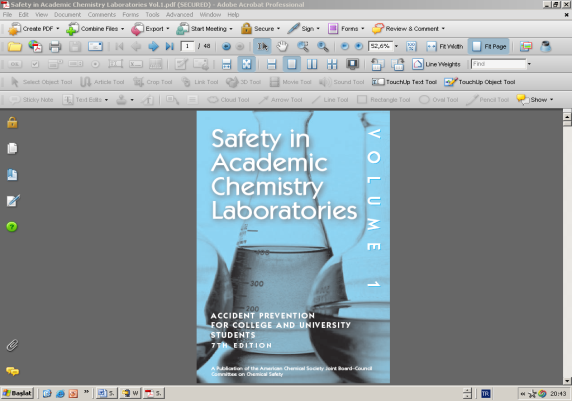 Safety in Academic Chemistry Laboratories Vol.1.pdf (SECURED) - Adobe Acrobat Professional
File Edit View Document Comments Forms Tools Advanced Window Help
Create PDF Combine Files Export Start Meeting Secure Sign Forms Review & Comment
1 / 48 52,6% Fit Width Fit Page
Line Weights Find
Select Object Tool Article Tool Crop Tool Link Tool 3D Tool Movie Tool Sound Tool TouchUp Text Tool TouchUp Object Tool
Sticky Note Text Edits Cloud Tool Arrow Tool Line Tool Rectangle Tool Oval Tool Pencil Tool Show
Safety in
Academic
Chemistry
Laboratories
VOLUME 1
400
300
200
ACCIDENT PREVENTION
FOR COLLEGE AND UNIVERSITY
STUDENTS
7TH EDITION
A Publication of the American Chemical Society Joint Board–Council
Committee on Chemical Safety
Başlat » S. W S. TR « 20:43